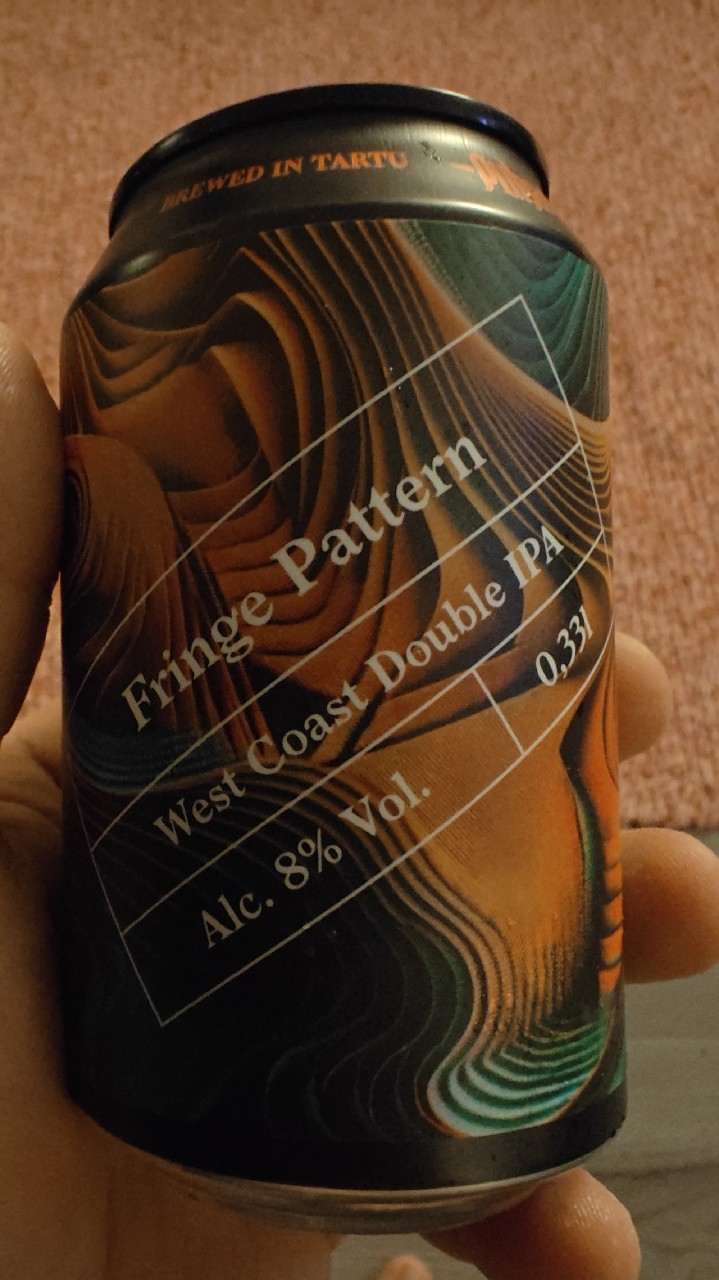 BREWED IN TARTU
Fringe Pattern
West Coast Double IPA
Alc. 8% Vol.
0,33l